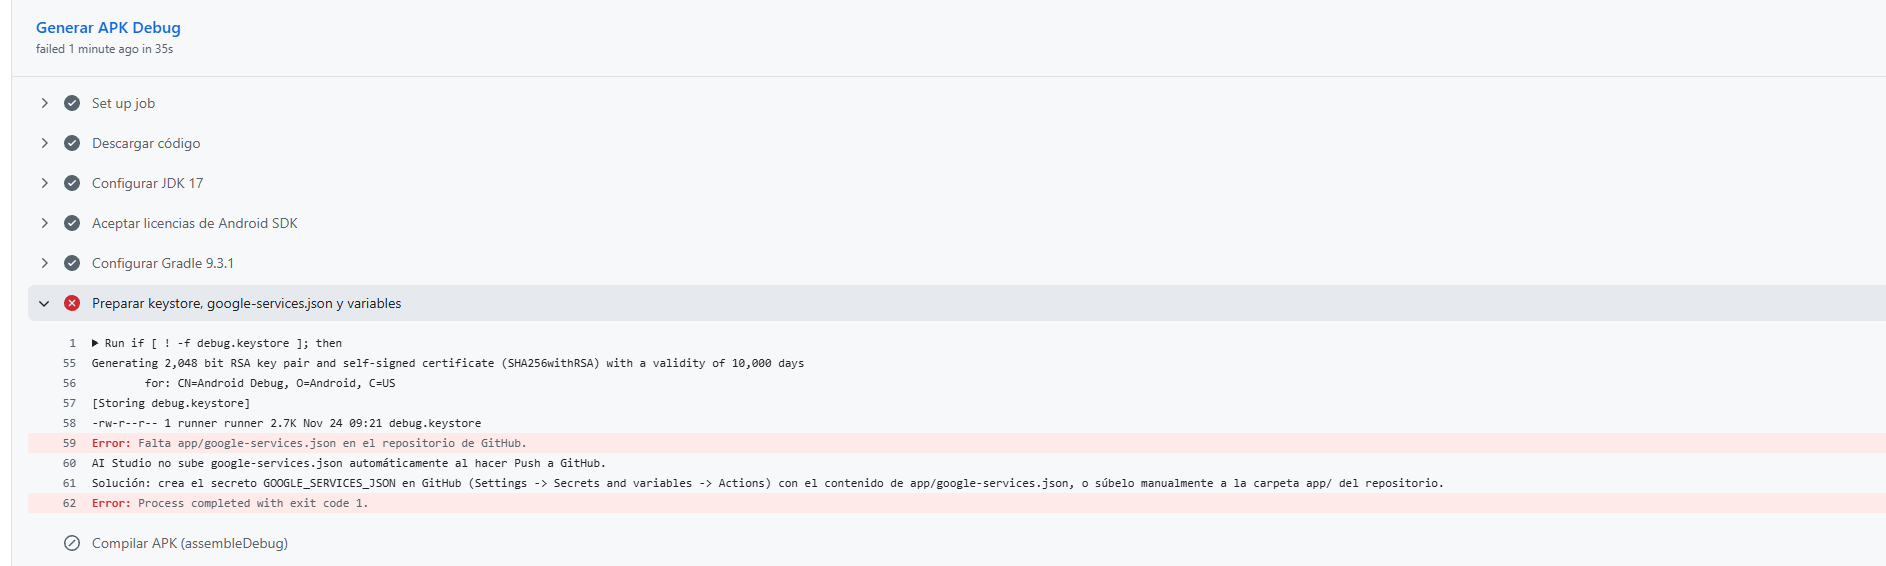 Generar APK Debug
failed 1 minute ago in 35s
Set up job
Descargar código
Configurar JDK 17
Aceptar licencias de Android SDK
Configurar Gradle 9.3.1
Preparar keystore, google-services.json y variables
1 Run if [ ! -f debug.keystore ]; then
55 Generating 2,048 bit RSA key pair and self-signed certificate (SHA256withRSA) with a validity of 10,000 days
56 for: CN=Android Debug, O=Android, C=US
57 [Storing debug.keystore]
58 -rw-r--r-- 1 runner runner 2.7K Nov 24 09:21 debug.keystore
59 Error: Falta app/google-services.json en el repositorio de GitHub.
60 AI Studio no sube google-services.json automáticamente al hacer Push a GitHub.
61 Solución: crea el secreto GOOGLE_SERVICES_JSON en GitHub (Settings -> Secrets and variables -> Actions) con el contenido de app/google-services.json, o súbelo manualmente a la carpeta app/ del repositorio.
62 Error: Process completed with exit code 1.
Compilar APK (assembleDebug)